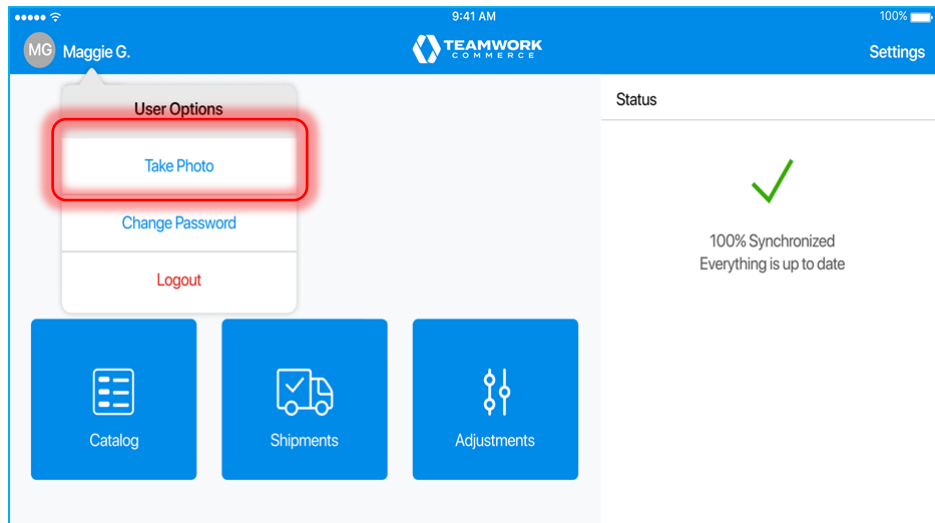 9:41 AM
100%
MG Maggie G.
TEAMWORK
COMMERCE
Settings
User Options
Take Photo
Change Password
Logout
Status
100% Synchronized
Everything is up to date
Catalog
Shipments
Adjustments